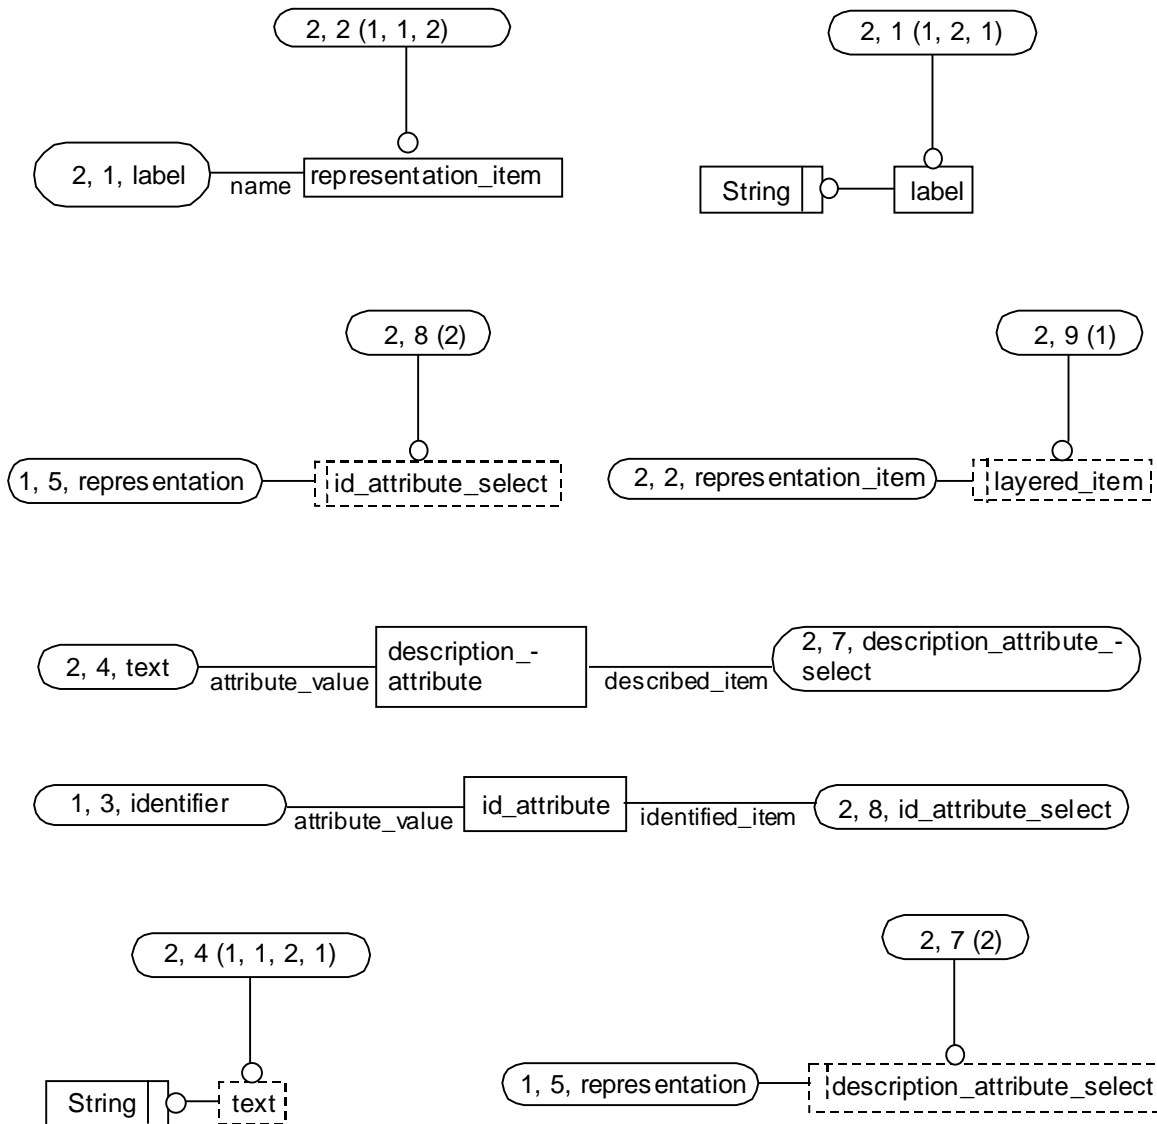 2, 2 (1, 1, 2)
2, 1 (1, 2, 1)
2, 1, label
name
representation_item
String
label
2, 8 (2)
2, 9 (1)
1, 5, representation
id_attribute_select
2, 2, representation_item
layered_item
2, 4, text
attribute_value
description_-
attribute
described_item
2, 7, description_attribute_-
select
1, 3, identifier
attribute_value
id_attribute
identified_item
2, 8, id_attribute_select
2, 4 (1, 1, 2, 1)
2, 7 (2)
String
text
1, 5, representation
description_attribute_select